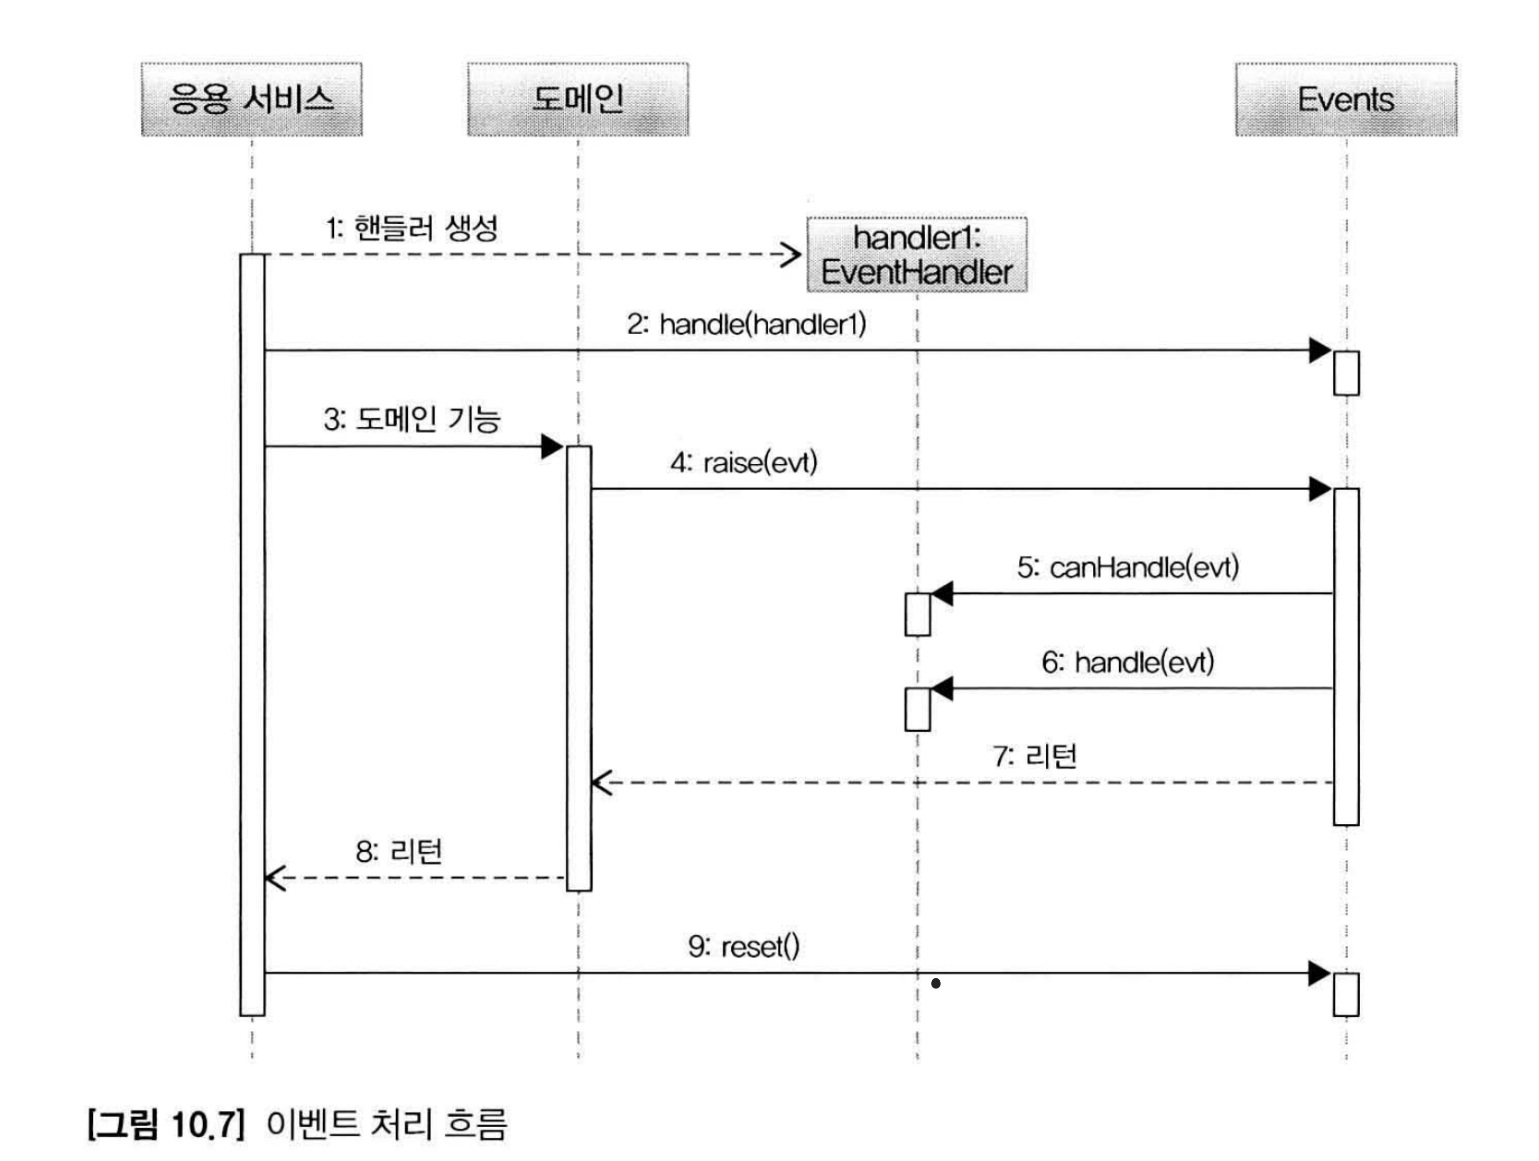 응용 서비스
도메인
Events
1: 핸들러 생성
handler1:
EventHandler
2: handle(handler1)
3: 도메인 기능
4: raise(evt)
5: canHandle(evt)
6: handle(evt)
7: 리턴
8: 리턴
9: reset()
[그림 10.7] 이벤트 처리 흐름